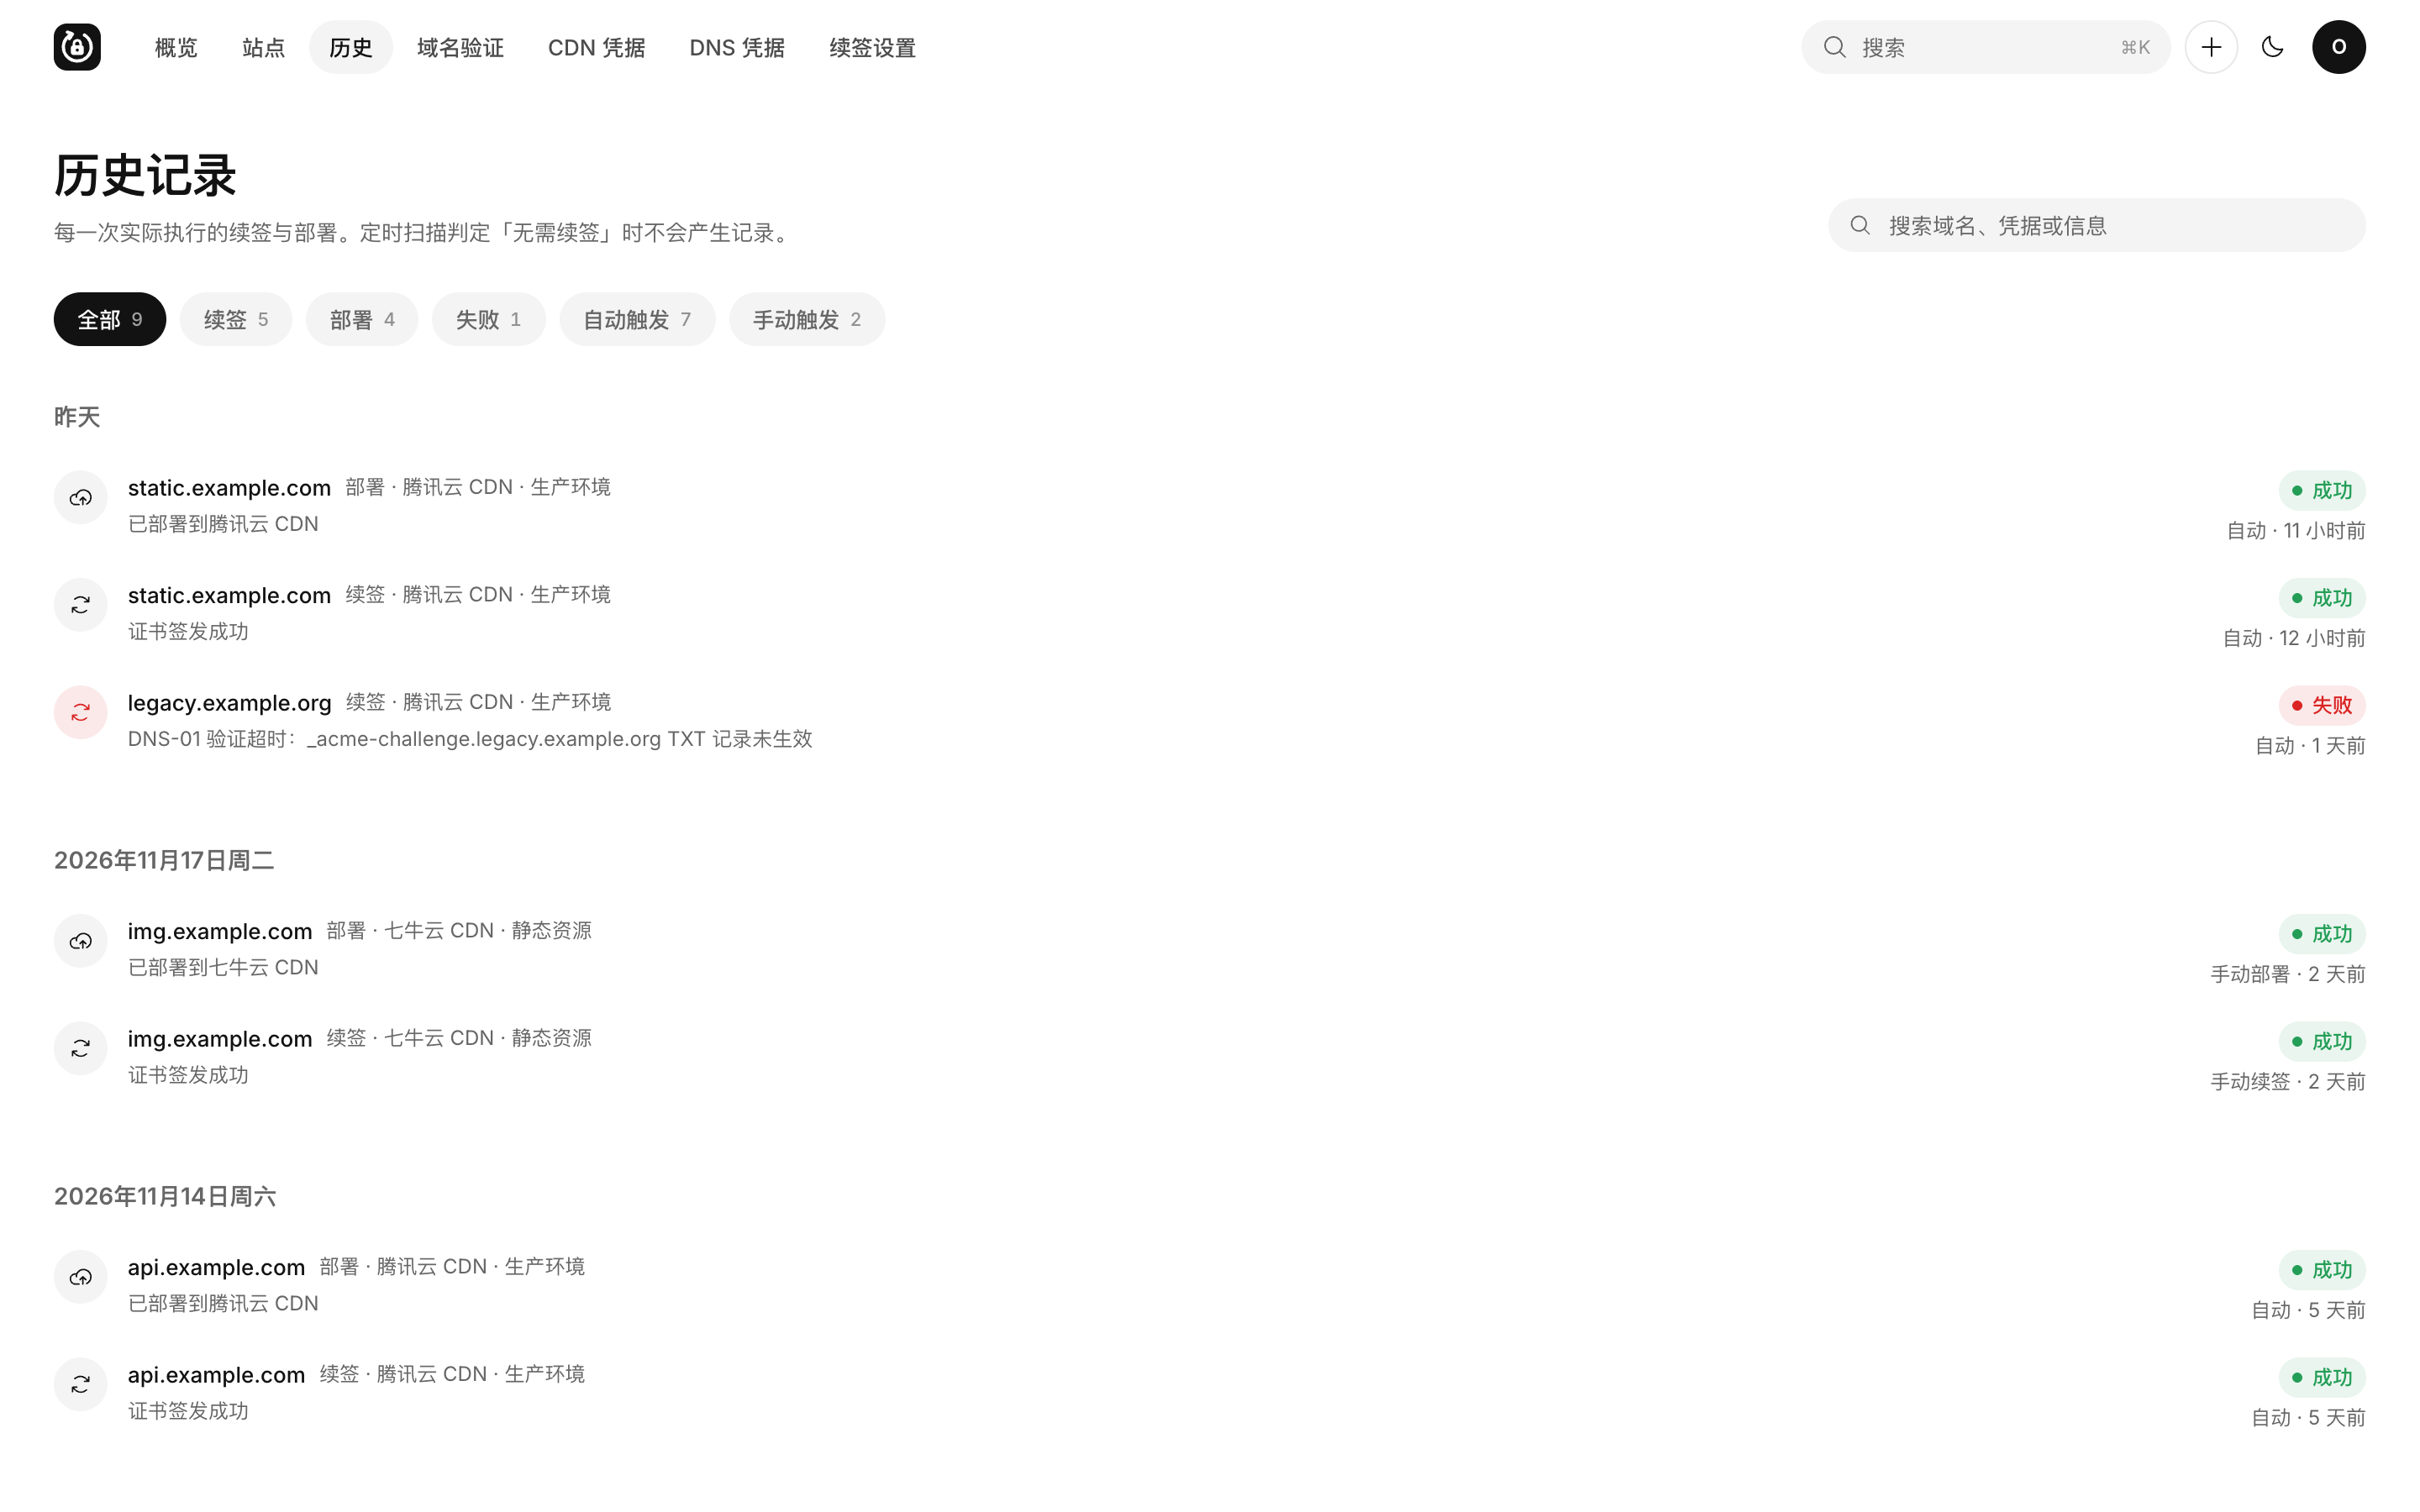 概览 站点 历史 域名验证 CDN 凭据 DNS 凭据 续签设置 搜索 ⌘K O
历史记录
每一次实际执行的续签与部署。定时扫描判定「无需续签」时不会产生记录。
搜索域名、凭据或信息
全部 9 续签 5 部署 4 失败 1 自动触发 7 手动触发 2
昨天
static.example.com 部署 · 腾讯云 CDN · 生产环境 成功
已部署到腾讯云 CDN 自动 · 11 小时前
static.example.com 续签 · 腾讯云 CDN · 生产环境 成功
证书签发成功 自动 · 12 小时前
legacy.example.org 续签 · 腾讯云 CDN · 生产环境 失败
DNS-01 验证超时：_acme-challenge.legacy.example.org TXT 记录未生效 自动 · 1 天前
2026年11月17日周二
img.example.com 部署 · 七牛云 CDN · 静态资源 成功
已部署到七牛云 CDN 手动部署 · 2 天前
img.example.com 续签 · 七牛云 CDN · 静态资源 成功
证书签发成功 手动续签 · 2 天前
2026年11月14日周六
api.example.com 部署 · 腾讯云 CDN · 生产环境 成功
已部署到腾讯云 CDN 自动 · 5 天前
api.example.com 续签 · 腾讯云 CDN · 生产环境 成功
证书签发成功 自动 · 5 天前